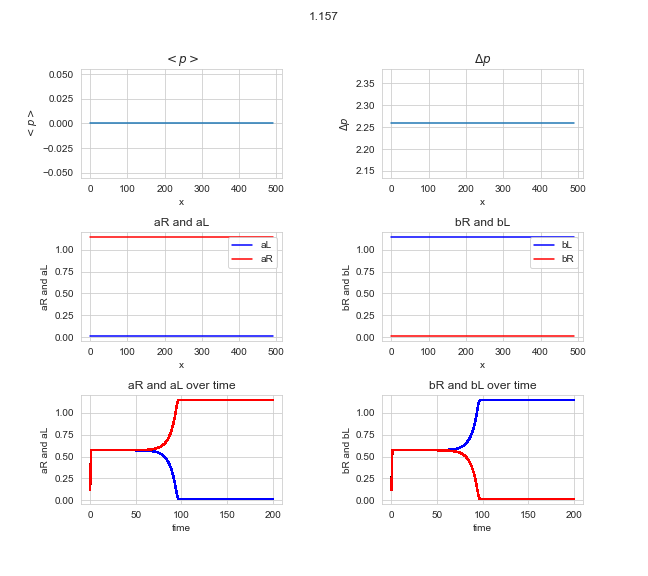 1.157
< p >
Δp
0.050
0.025
0.000
−0.025
−0.050
< p >
0 100 200 300 400 500
x
2.35
2.30
2.25
2.20
2.15
Δp
0 100 200 300 400 500
x
aR and aL
bR and bL
1.00
0.75
0.50
0.25
0.00
aR and aL
aL
aR
0 100 200 300 400 500
x
1.00
0.75
0.50
0.25
0.00
bR and bL
bL
bR
0 100 200 300 400 500
x
aR and aL over time
bR and bL over time
1.00
0.75
0.50
0.25
0.00
aR and aL
0 50 100 150 200
time
1.00
0.75
0.50
0.25
0.00
bR and bL
0 50 100 150 200
time